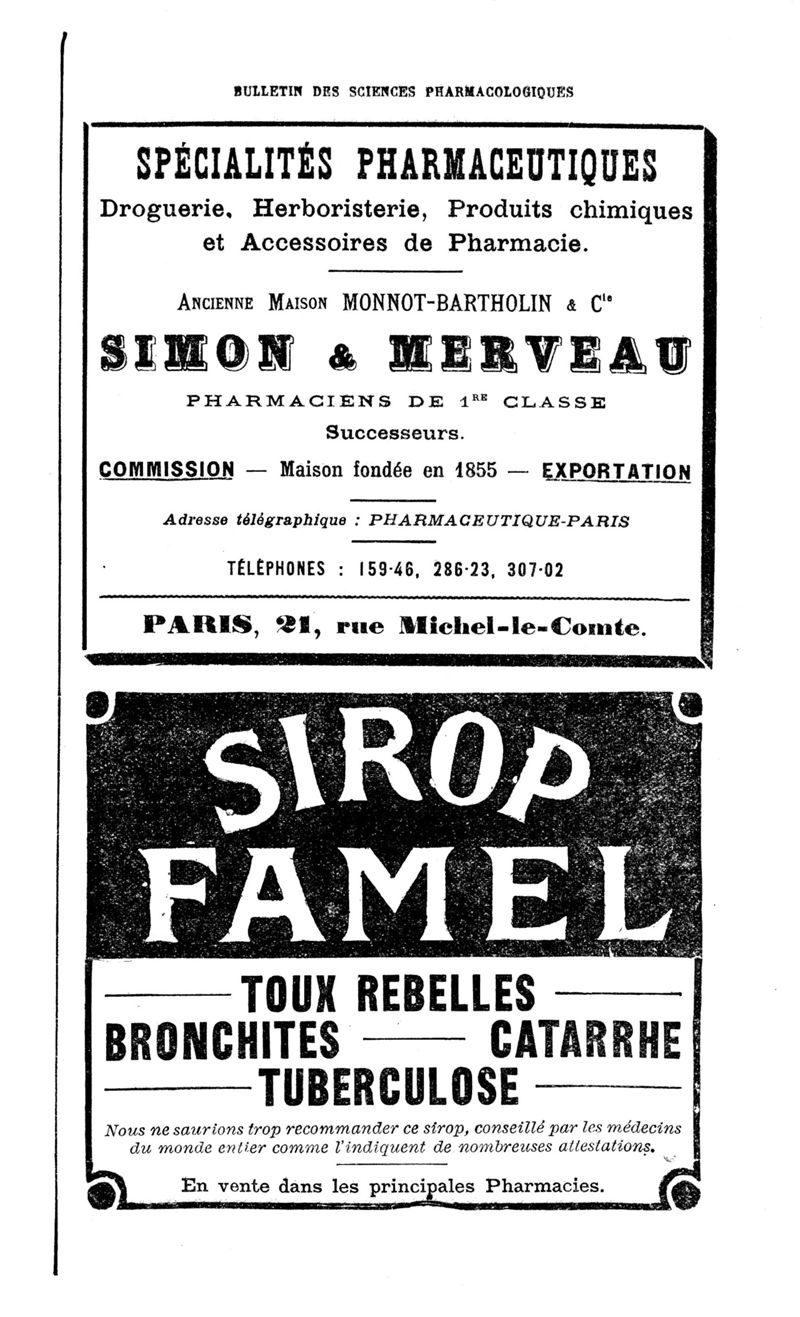 BULLETIN DES SCIENCES PHARMACOLOGIQUES
SPÉCIALITÉS PHARMACEUTIQUES
Droguerie, Herboristerie, Produits chimiques
et Accessoires de Pharmacie.
ANCIENNE MAISON MONNOT-BARTHOLIN & Cie
SIMON & MERVEAU
PHARMACIENS DE 1RE CLASSE
Successeurs.
COMMISSION — Maison fondée en 1855 — EXPORTATION
Adresse télégraphique : PHARMACEUTIQUE-PARIS
TÉLÉPHONES : 159-46, 286-23, 307-02
PARIS, 21, rue Michel-le-Comte.
SIROP
FAMEL
TOUX REBELLES
BRONCHITES — CATARRHE
TUBERCULOSE
Nous ne saurions trop recommander ce sirop, conseillé par les médecins
du monde entier comme l'indiquent de nombreuses attestations.
En vente dans les principales Pharmacies.